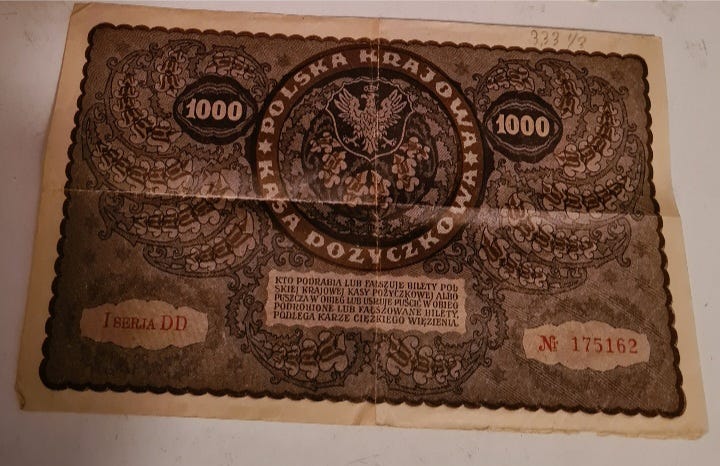 333 1/3
POLSKA KRAJOWA
1000
1000
KASA POŻYCZKOWA
KTO PODRABIA LUB FAŁSZUJE BILETY POL-
SKIEJ KRAJOWEJ KASY POŻYCZKOWEJ ALBO
PUSZCZA W OBIEG LUB USIŁUJE PUŚCIĆ W OBIEG
PODROBIONE LUB FAŁSZOWANE BILETY,
PODLEGA KARZE CIĘŻKIEGO WIĘZIENIA.
I SERJA DD
№ 175162